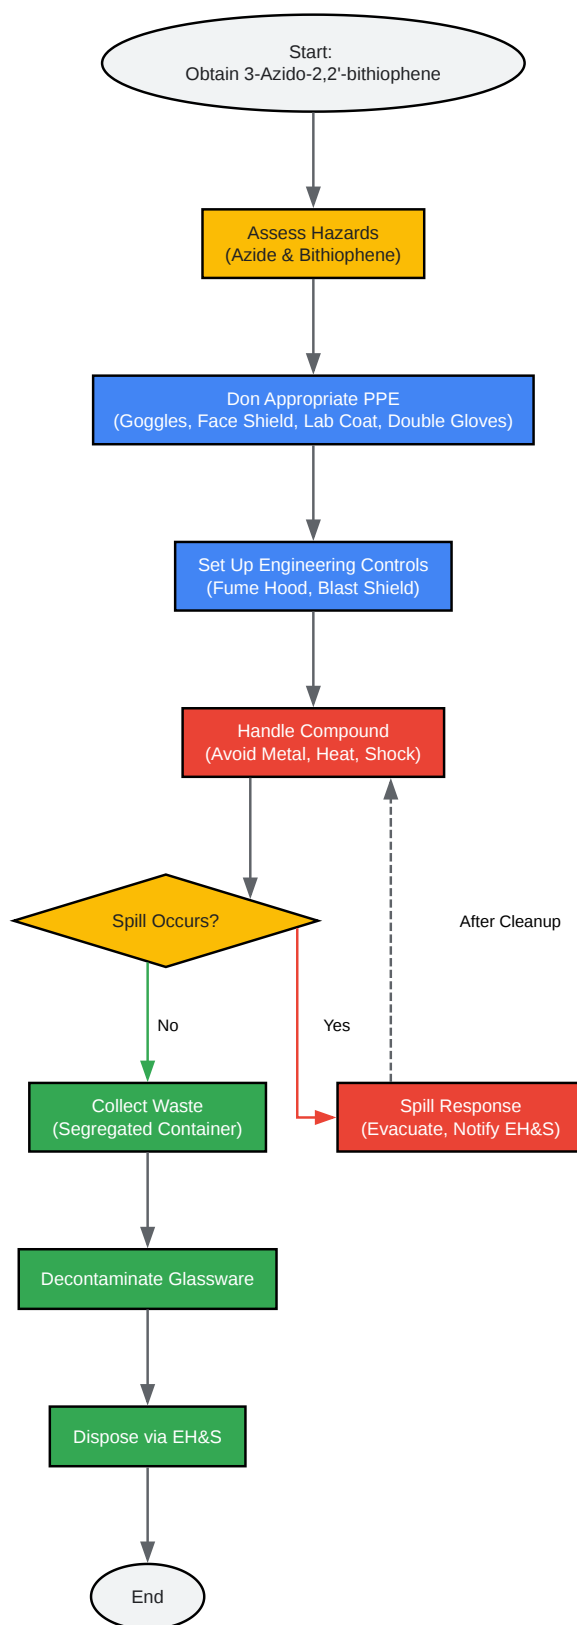 Start:
Obtain 3-Azido-2,2'-bithiophene
Assess Hazards
(Azide & Bithiophene)
Don Appropriate PPE
(Goggles, Face Shield, Lab Coat, Double Gloves)
Set Up Engineering Controls
(Fume Hood, Blast Shield)
Handle Compound
(Avoid Metal, Heat, Shock)
Spill Occurs?
After Cleanup
No
Yes
Collect Waste
(Segregated Container)
Spill Response
(Evacuate, Notify EH&S)
Decontaminate Glassware
Dispose via EH&S
End